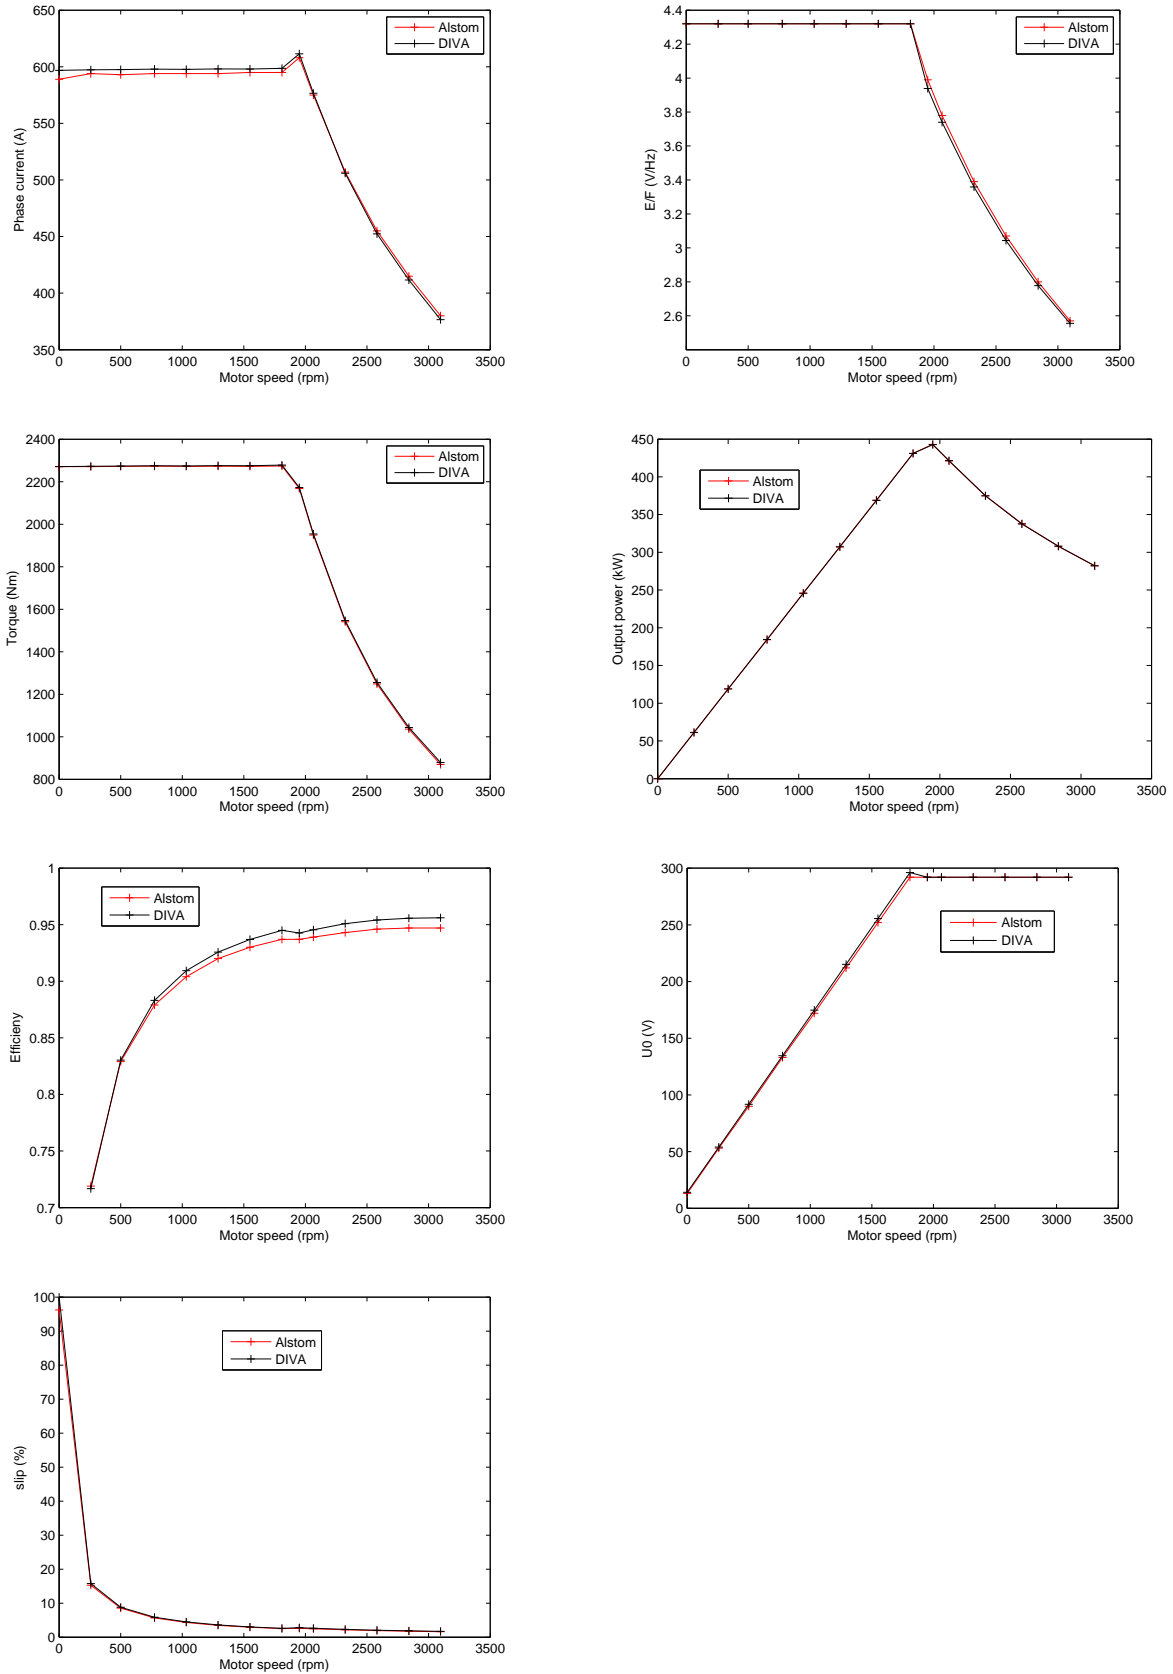 650
600
550
500
450
400
350
Phase current (A)
0 500 1000 1500 2000 2500 3000 3500
Motor speed (rpm)
Alstom
DIVA
4.4
4.2
4
3.8
3.6
3.4
3.2
3
2.8
2.6
E/F (V/Hz)
0 500 1000 1500 2000 2500 3000 3500
Motor speed (rpm)
Alstom
DIVA
2400
2200
2000
1800
1600
1400
1200
1000
800
Torque (Nm)
0 500 1000 1500 2000 2500 3000 3500
Motor speed (rpm)
Alstom
DIVA
450
400
350
300
250
200
150
100
50
0
Output power (kW)
0 500 1000 1500 2000 2500 3000 3500
Motor speed (rpm)
Alstom
DIVA
1
0.95
0.9
0.85
0.8
0.75
0.7
Efficieny
0 500 1000 1500 2000 2500 3000 3500
Motor speed (rpm)
Alstom
DIVA
300
250
200
150
100
50
0
U0 (V)
0 500 1000 1500 2000 2500 3000 3500
Motor speed (rpm)
Alstom
DIVA
100
90
80
70
60
50
40
30
20
10
0
slip (%)
0 500 1000 1500 2000 2500 3000 3500
Motor speed (rpm)
Alstom
DIVA